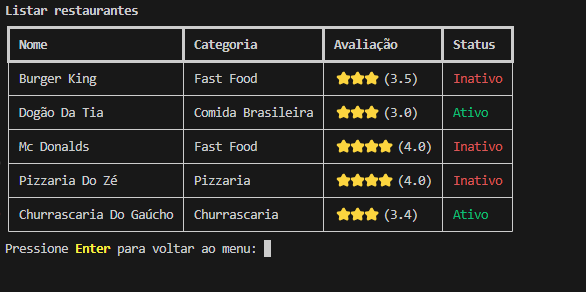 Listar restaurantes
Nome Categoria Avaliação Status
Burger King Fast Food ⭐⭐⭐ (3.5) Inativo
Dogão Da Tia Comida Brasileira ⭐⭐⭐ (3.0) Ativo
Mc Donalds Fast Food ⭐⭐⭐⭐ (4.0) Inativo
Pizzaria Do Zé Pizzaria ⭐⭐⭐⭐ (4.0) Inativo
Churrascaria Do Gaúcho Churrascaria ⭐⭐⭐ (3.4) Ativo
Pressione Enter para voltar ao menu: